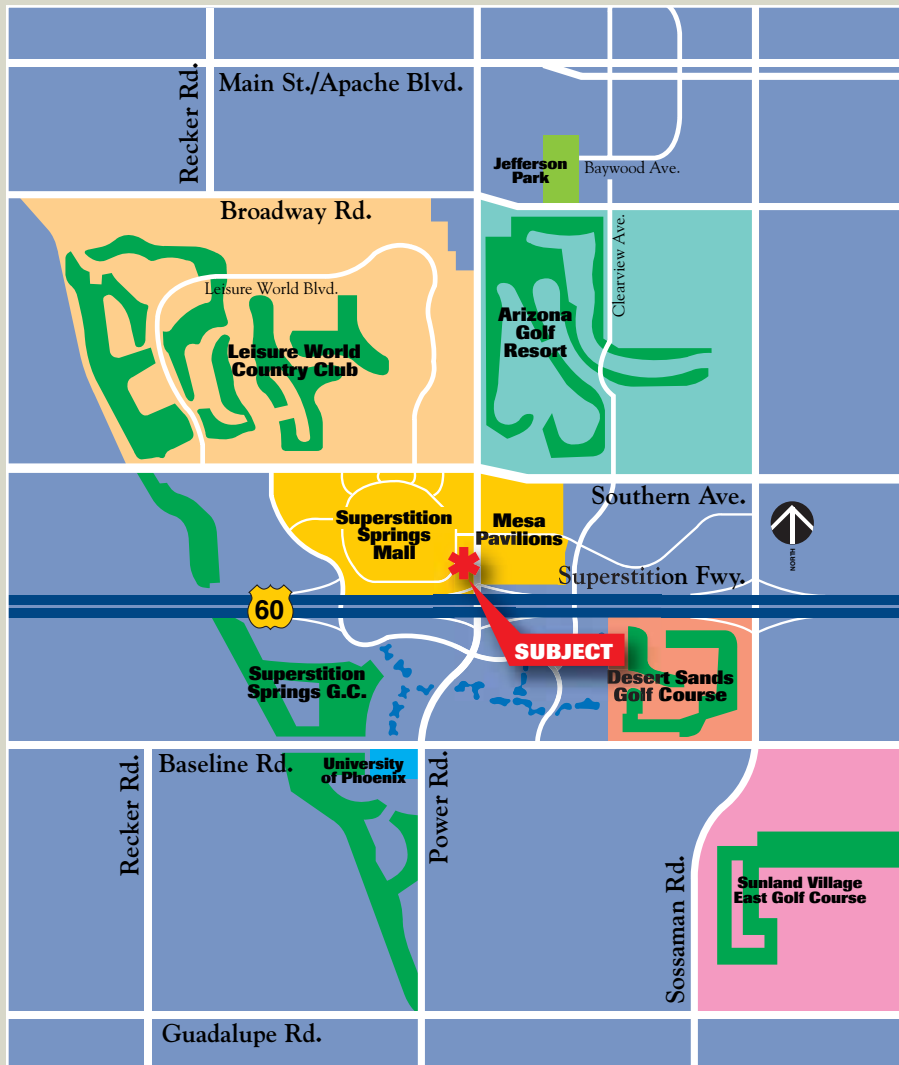 Recker Rd.
Main St./Apache Blvd.
Jefferson
Park
Baywood Ave.
Broadway Rd.
Clearview Ave.
Leisure World Blvd.
Arizona
Golf
Resort
Leisure World
Country Club
Southern Ave.
Superstition
Springs
Mall
Mesa
Pavilions
NORTH
Superstition Fwy.
60
SUBJECT
Superstition
Springs G.C.
Desert Sands
Golf Course
Recker Rd.
Baseline Rd.
University
of Phoenix
Power Rd.
Sossaman Rd.
Sunland Village
East Golf Course
Guadalupe Rd.